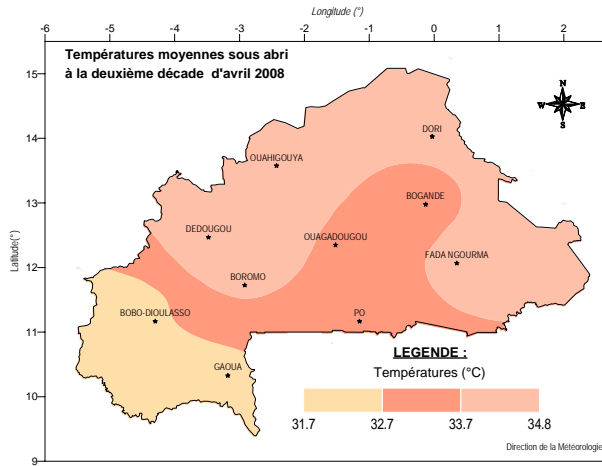 Longitude (°)
-6 -5 -4 -3 -2 -1 0 1 2
Températures moyennes sous abri
à la deuxième décade d'avril 2008
15
14
13
12
11
10
9
Latitude(°)
N
W E
S
DORI
OUAHIGOUYA
BOGANDE
DEDOUGOU
OUAGADOUGOU
FADA NGOURMA
BOROMO
BOBO-DIOULASSO
PO
GAOUA
LEGENDE :
Températures (°C)
31.7 32.7 33.7 34.8
Direction de la Météorologie